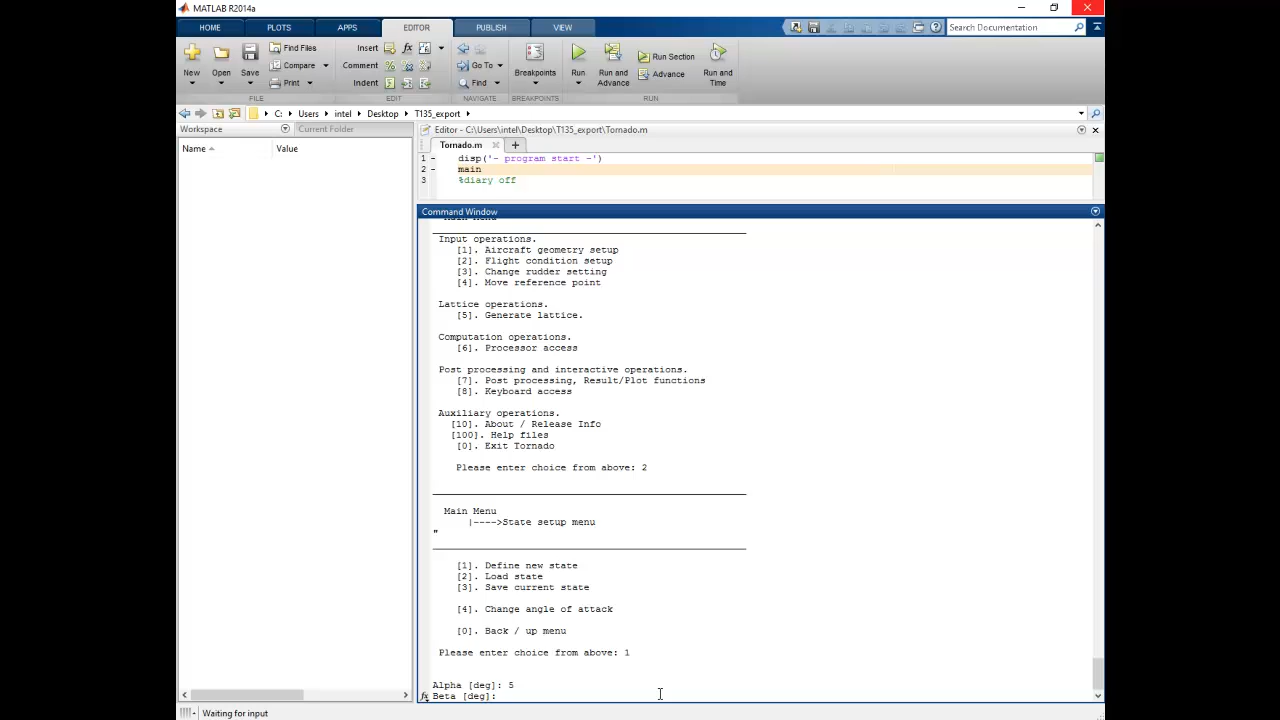 MATLAB R2014a
HOME PLOTS APPS EDITOR PUBLISH VIEW Search Documentation
New Open Save Find Files Compare Print Insert Comment Indent fx Go To Find Breakpoints Run Run and Advance Run Section Advance Run and Time
FILE EDIT NAVIGATE BREAKPOINTS RUN
C: Users intel Desktop T135_export
Workspace Current Folder
Name Value
Editor - C:\Users\intel\Desktop\T135_export\Tornado.m
Tornado.m
1 - disp('- program start -')
2 - main
3 %diary off
Command Window
Input operations.
[1]. Aircraft geometry setup
[2]. Flight condition setup
[3]. Change rudder setting
[4]. Move reference point
Lattice operations.
[5]. Generate lattice.
Computation operations.
[6]. Processor access
Post processing and interactive operations.
[7]. Post processing, Result/Plot functions
[8]. Keyboard access
Auxiliary operations.
[10]. About / Release Info
[100]. Help files
[0]. Exit Tornado
Please enter choice from above: 2
Main Menu
|---->State setup menu
"
[1]. Define new state
[2]. Load state
[3]. Save current state
[4]. Change angle of attack
[0]. Back / up menu
Please enter choice from above: 1
Alpha [deg]: 5
fx Beta [deg]:
Waiting for input